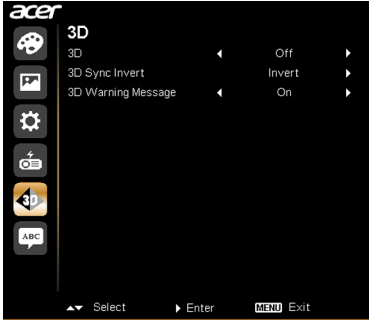 acer
3D
3D Off
3D Sync Invert Invert
3D Warning Message On
3D
ABC
Select Enter MENU Exit